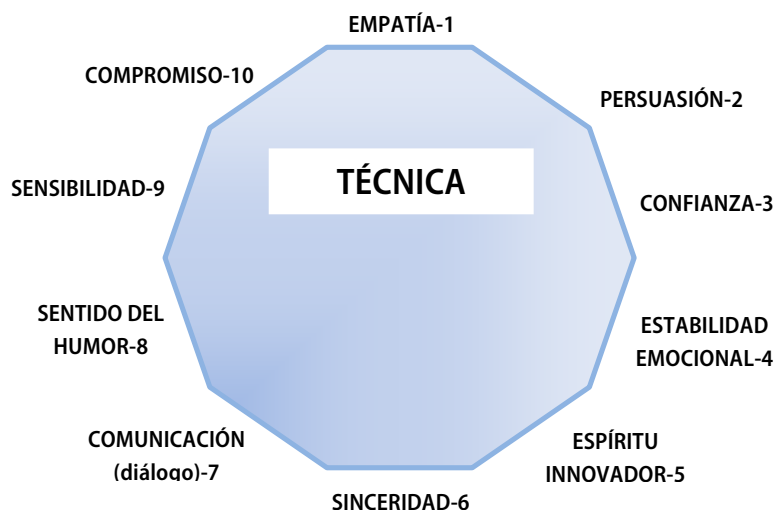 EMPATÍA-1
COMPROMISO-10
PERSUASIÓN-2
TÉCNICA
SENSIBILIDAD-9
CONFIANZA-3
SENTIDO DEL
HUMOR-8
ESTABILIDAD
EMOCIONAL-4
COMUNICACIÓN
(diálogo)-7
ESPÍRITU
INNOVADOR-5
SINCERIDAD-6